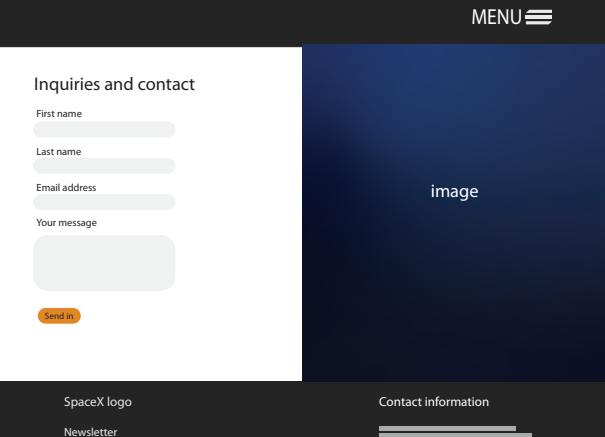 MENU
Inquiries and contact
First name
Last name
Email address
Your message
image
Send in
SpaceX logo
Contact information
Newsletter